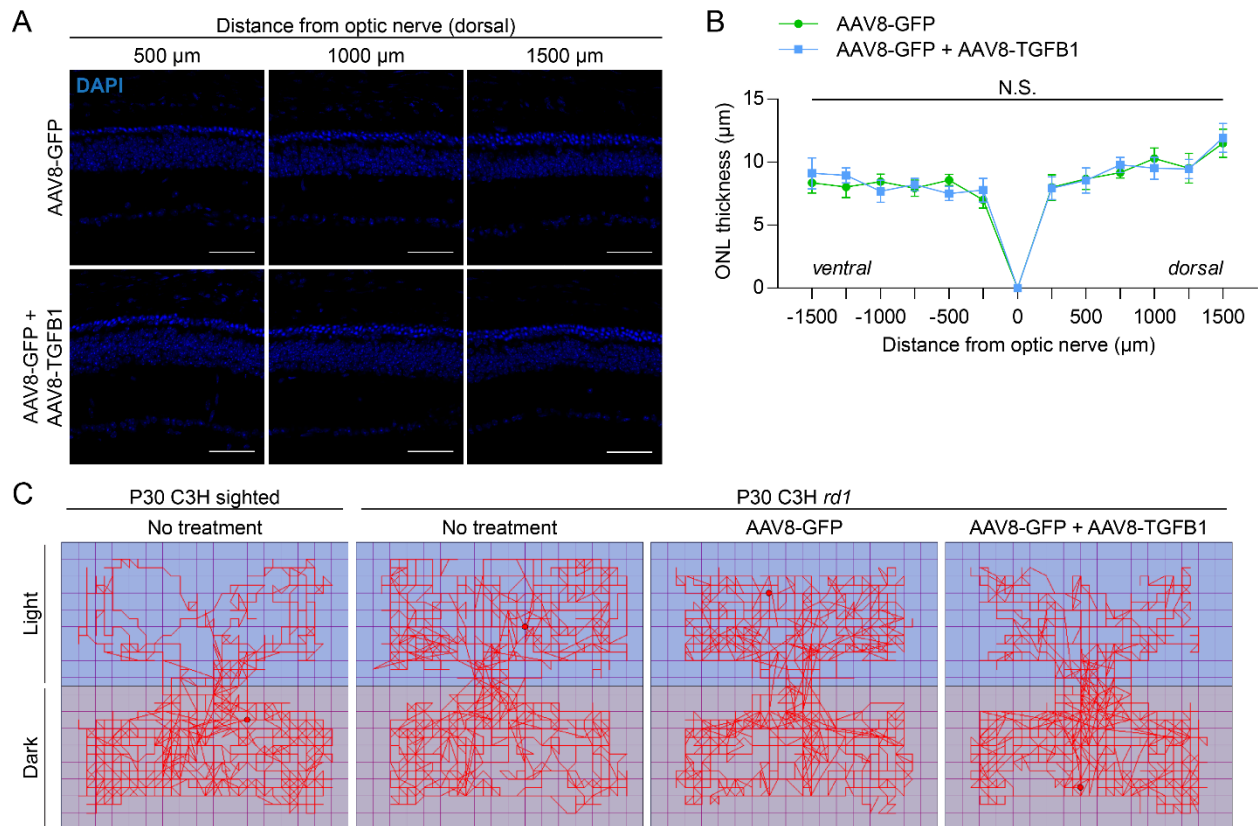 A
Distance from optic nerve (dorsal)
500 µm
1000 µm
1500 µm
DAPI
AAV8-GFP
AAV8-GFP +
AAV8-TGFB1
B
AAV8-GFP
AAV8-GFP + AAV8-TGFB1
N.S.
15
10
5
0
ONL thickness (µm)
ventral
dorsal
-1500
-1000
-500
0
500
1000
1500
Distance from optic nerve (µm)
C
P30 C3H sighted
P30 C3H rd1
No treatment
No treatment
AAV8-GFP
AAV8-GFP + AAV8-TGFB1
Light
Dark